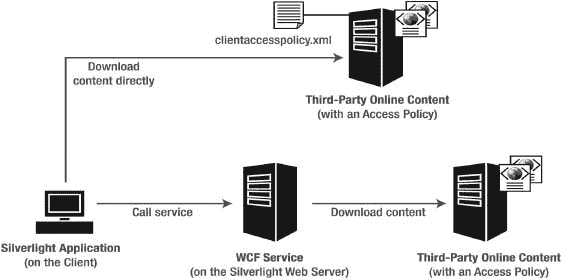 clientaccesspolicy.xml
Download
content directly
Third-Party Online Content
(with an Access Policy)
Call service
Download content
Silverlight Application
(on the Client)
WCF Service
(on the Silverlight Web Server)
Third-Party Online Content
(with an Access Policy)